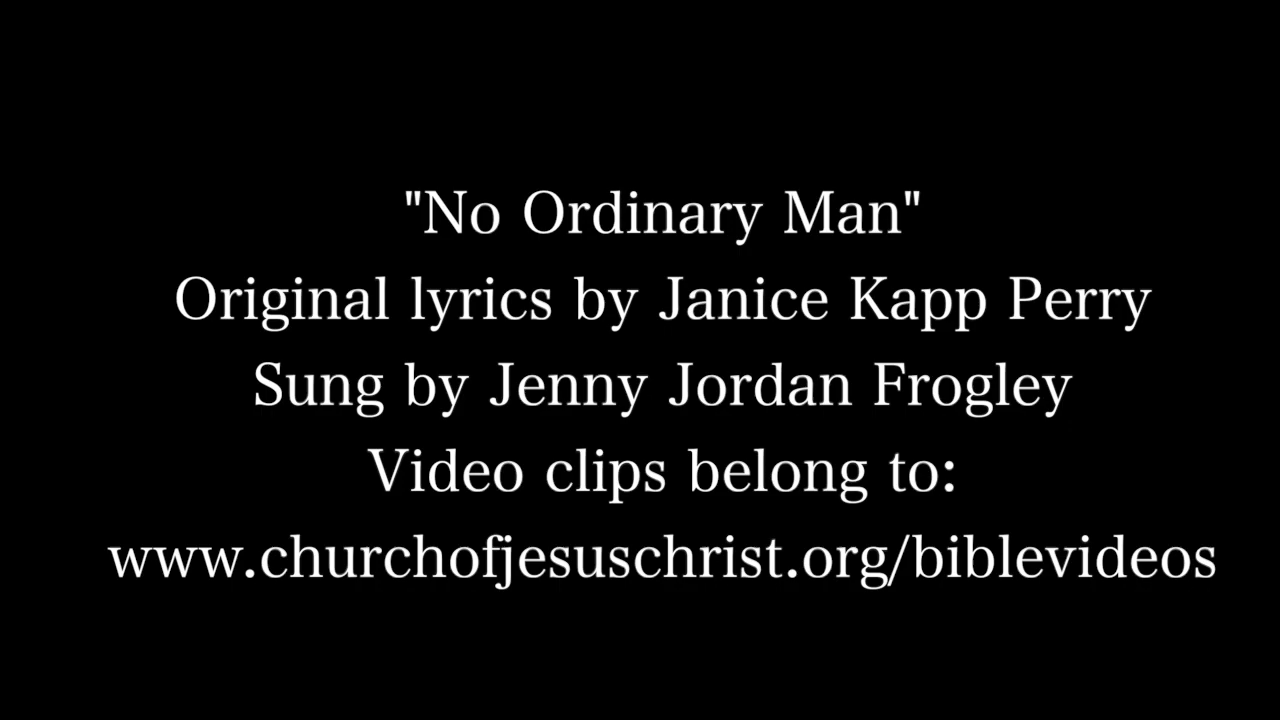 "No Ordinary Man"
Original lyrics by Janice Kapp Perry
Sung by Jenny Jordan Frogley
Video clips belong to:
www.churchofjesuschrist.org/biblevideos